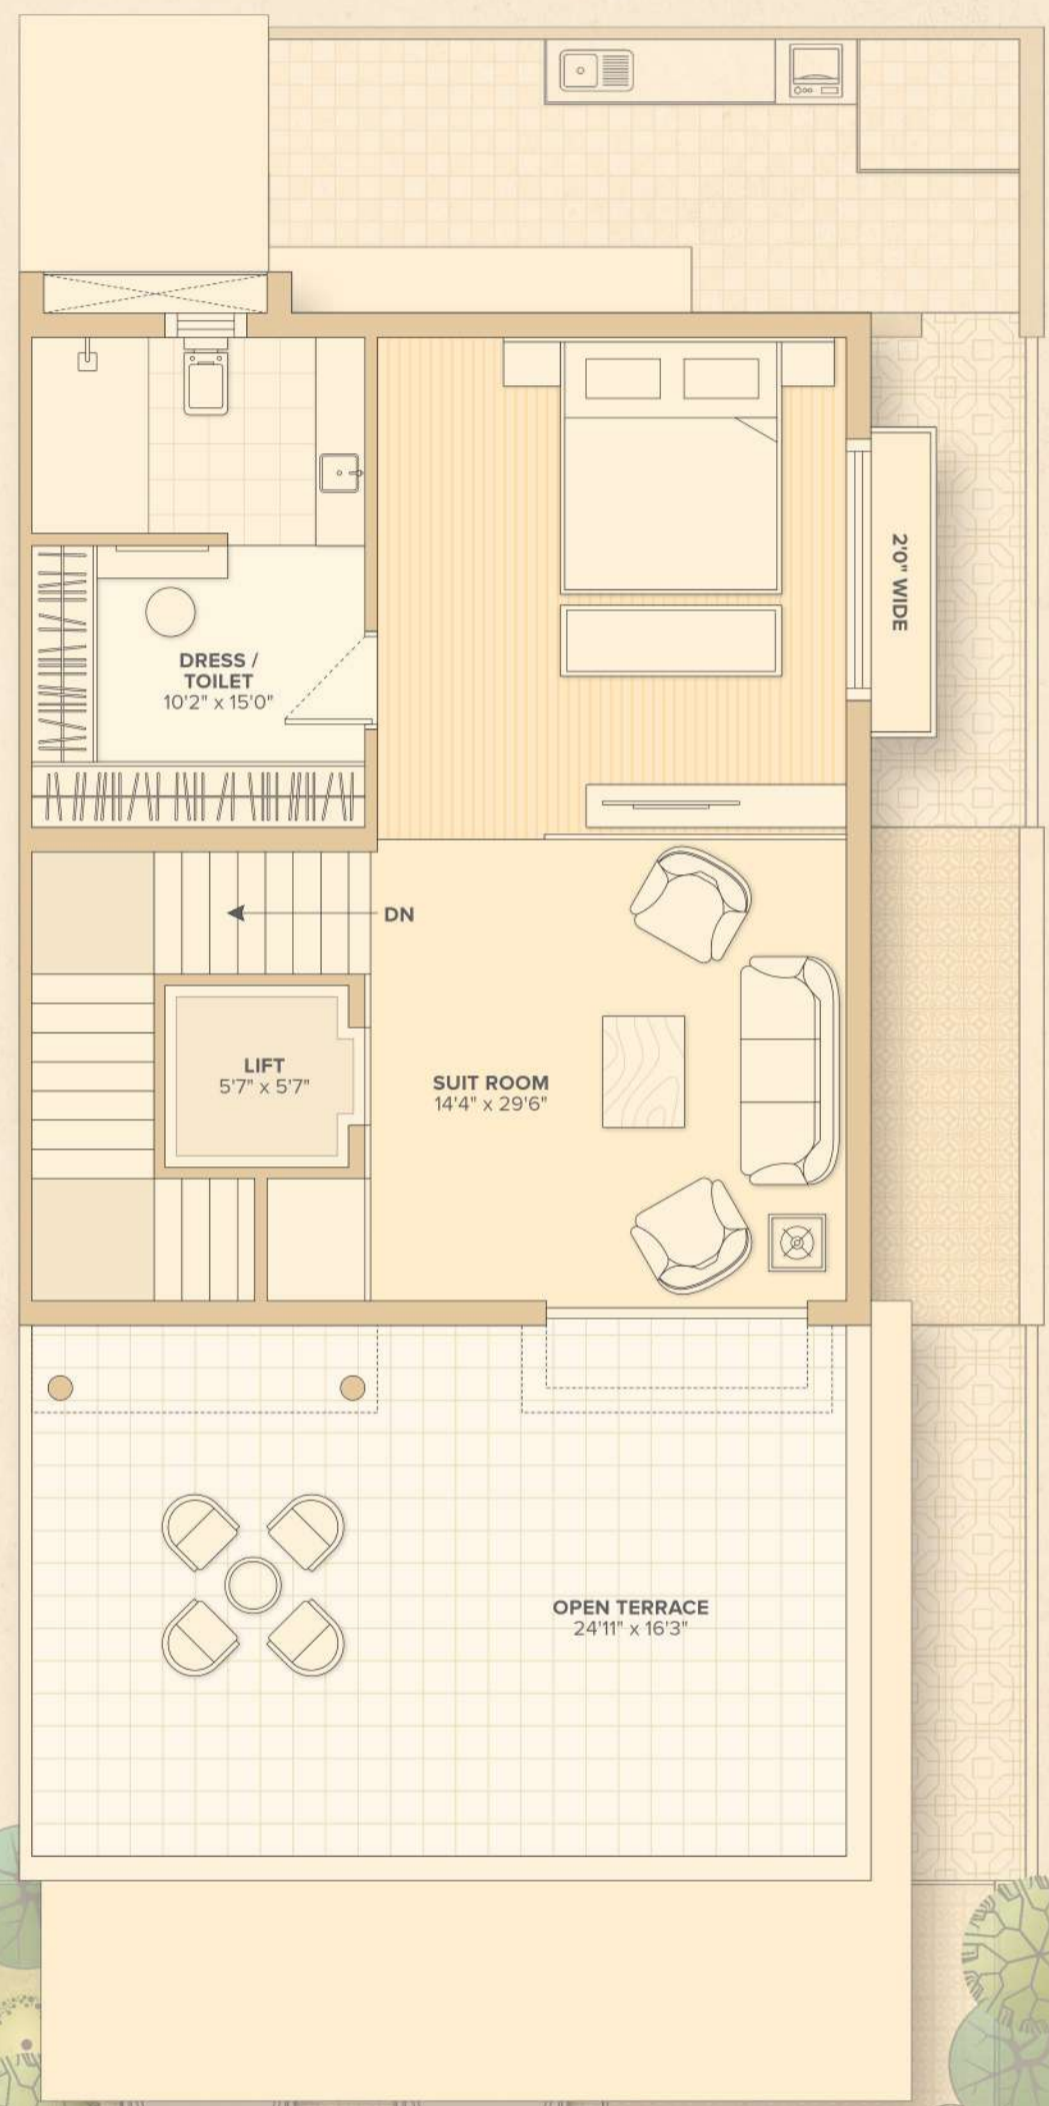 2'0" WIDE
DRESS /
TOILET
10'2" x 15'0"
DN
LIFT
5'7" x 5'7"
SUIT ROOM
14'4" x 29'6"
OPEN TERRACE
24'11" x 16'3"